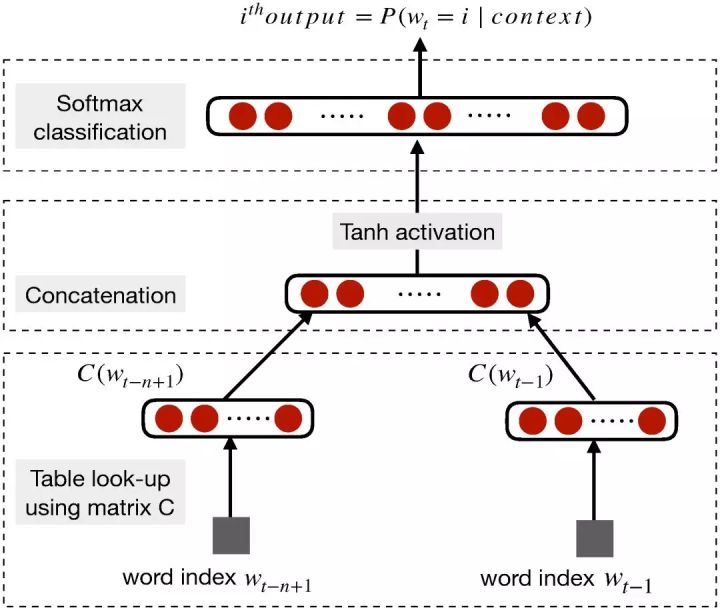 i^{th} output = P(w_t = i | context)
Softmax
classification
Tanh activation
Concatenation
C(w_{t-n+1})
C(w_{t-1})
Table look-up
using matrix C
word index w_{t-n+1}
word index w_{t-1}